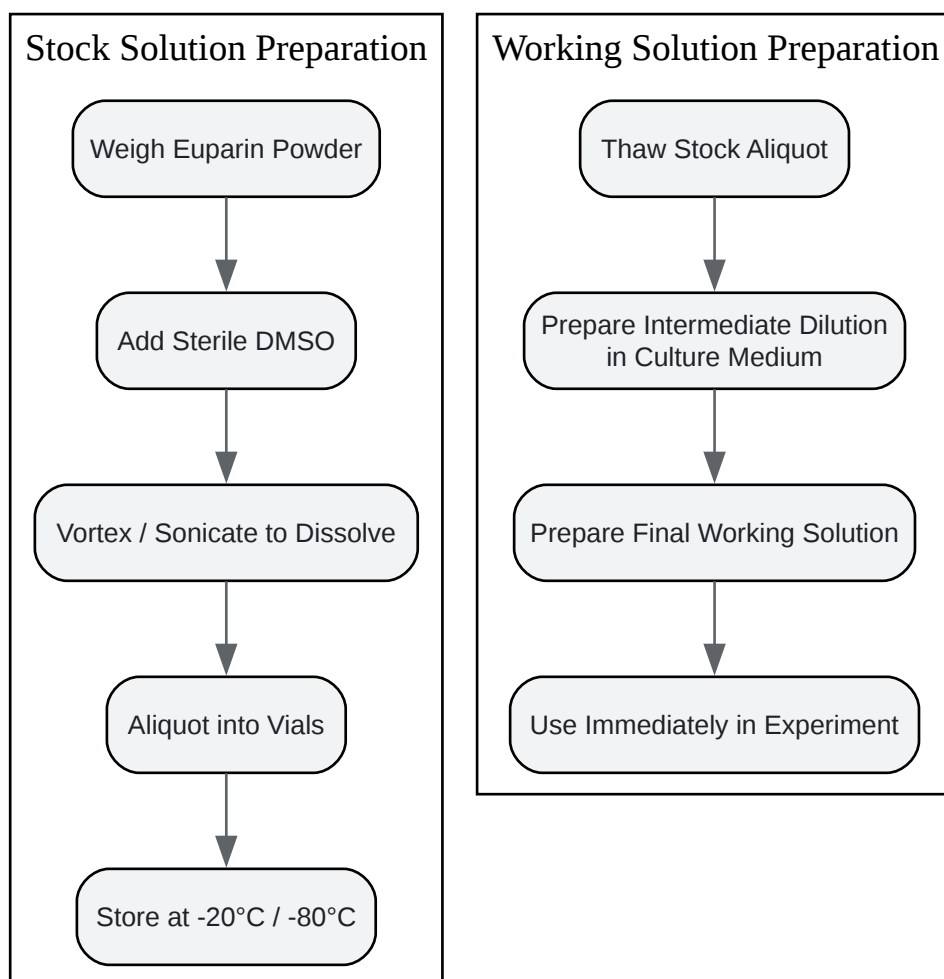 Stock Solution Preparation
Weigh Euparin Powder
Add Sterile DMSO
Vortex / Sonicate to Dissolve
Aliquot into Vials
Store at -20°C / -80°C
Working Solution Preparation
Thaw Stock Aliquot
Prepare Intermediate Dilution
in Culture Medium
Prepare Final Working Solution
Use Immediately in Experiment